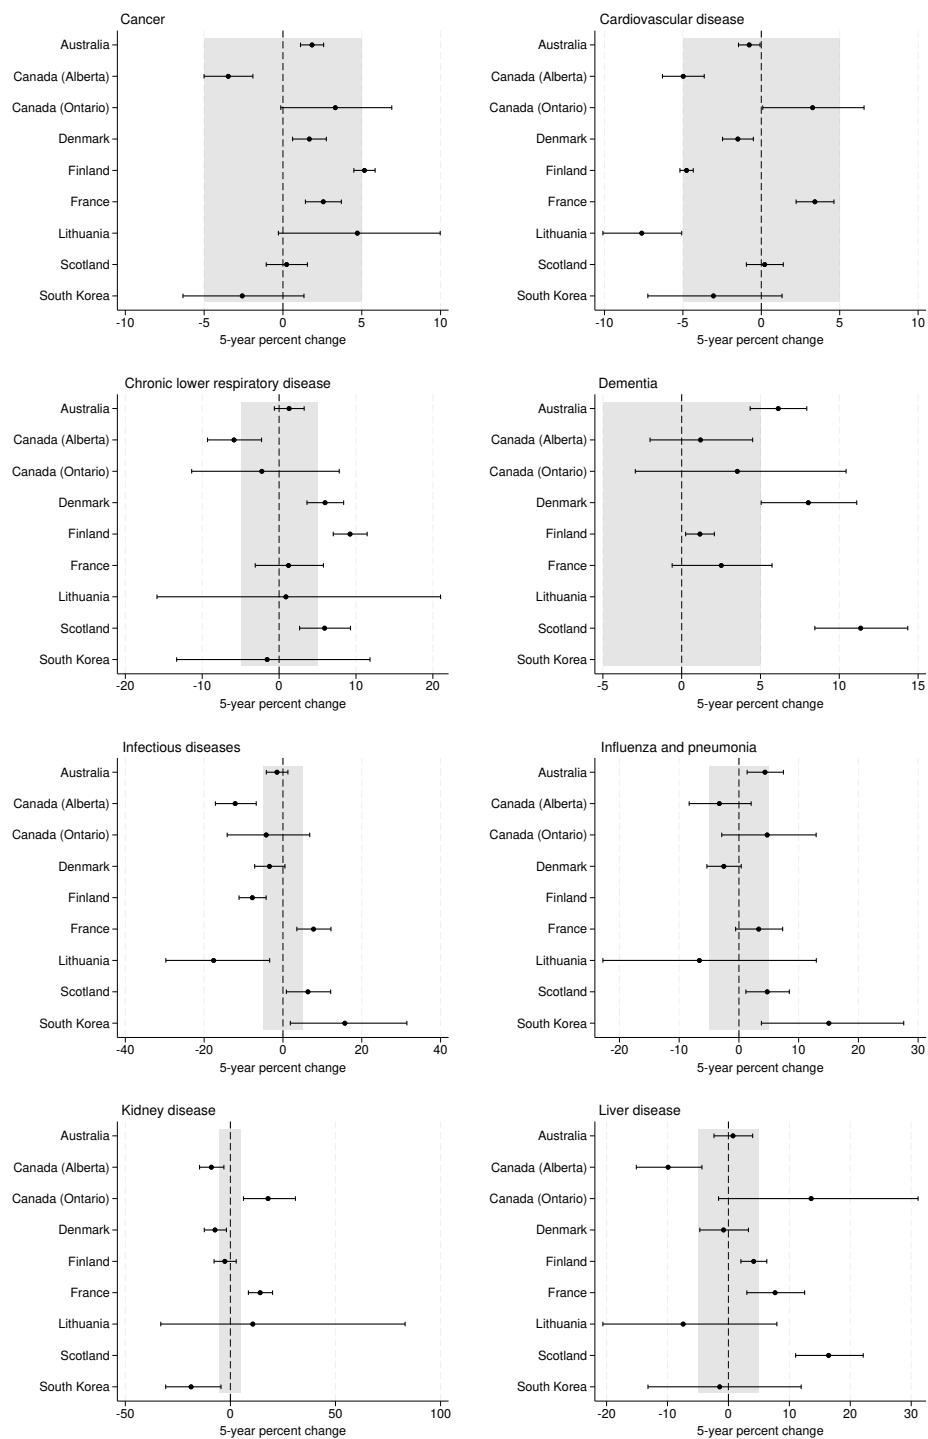 Cancer
Australia
Canada (Alberta)
Canada (Ontario)
Denmark
Finland
France
Lithuania
Scotland
South Korea
-10 -5 0 5 10
5-year percent change
Cardiovascular disease
Australia
Canada (Alberta)
Canada (Ontario)
Denmark
Finland
France
Lithuania
Scotland
South Korea
-10 -5 0 5 10
5-year percent change
Chronic lower respiratory disease
Australia
Canada (Alberta)
Canada (Ontario)
Denmark
Finland
France
Lithuania
Scotland
South Korea
-20 -10 0 10 20
5-year percent change
Dementia
Australia
Canada (Alberta)
Canada (Ontario)
Denmark
Finland
France
Lithuania
Scotland
South Korea
-5 0 5 10 15
5-year percent change
Infectious diseases
Australia
Canada (Alberta)
Canada (Ontario)
Denmark
Finland
France
Lithuania
Scotland
South Korea
-40 -20 0 20 40
5-year percent change
Influenza and pneumonia
Australia
Canada (Alberta)
Canada (Ontario)
Denmark
Finland
France
Lithuania
Scotland
South Korea
-20 -10 0 10 20 30
5-year percent change
Kidney disease
Australia
Canada (Alberta)
Canada (Ontario)
Denmark
Finland
France
Lithuania
Scotland
South Korea
-50 0 50 100
5-year percent change
Liver disease
Australia
Canada (Alberta)
Canada (Ontario)
Denmark
Finland
France
Lithuania
Scotland
South Korea
-20 -10 0 10 20 30
5-year percent change